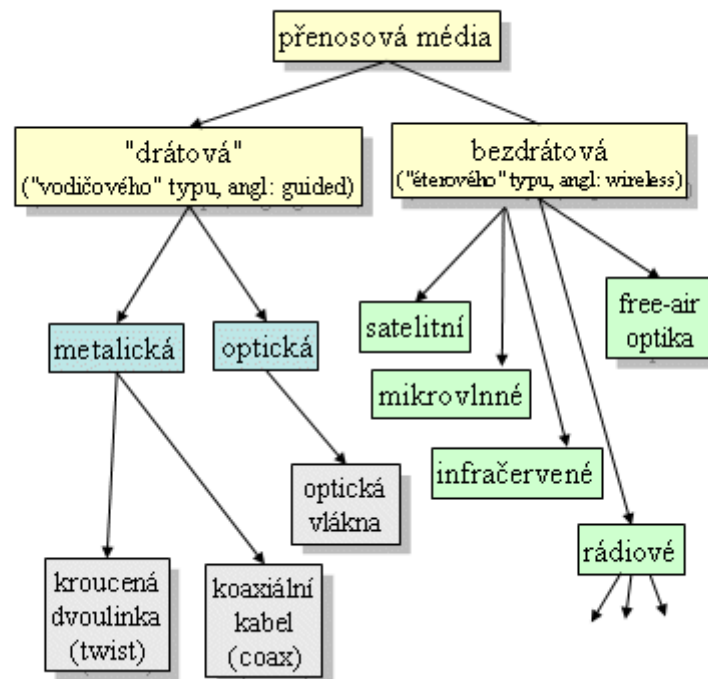 přenosová média
"drátová"
("vodičového" typu, angl: guided)
bezdrátová
("éterového" typu, angl: wireless)
metalická
optická
satelitní
mikrovlnné
infračervené
free-air
optika
rádiové
optická
vlákna
kroucená
dvoulinka
(twist)
koaxiální
kabel
(coax)